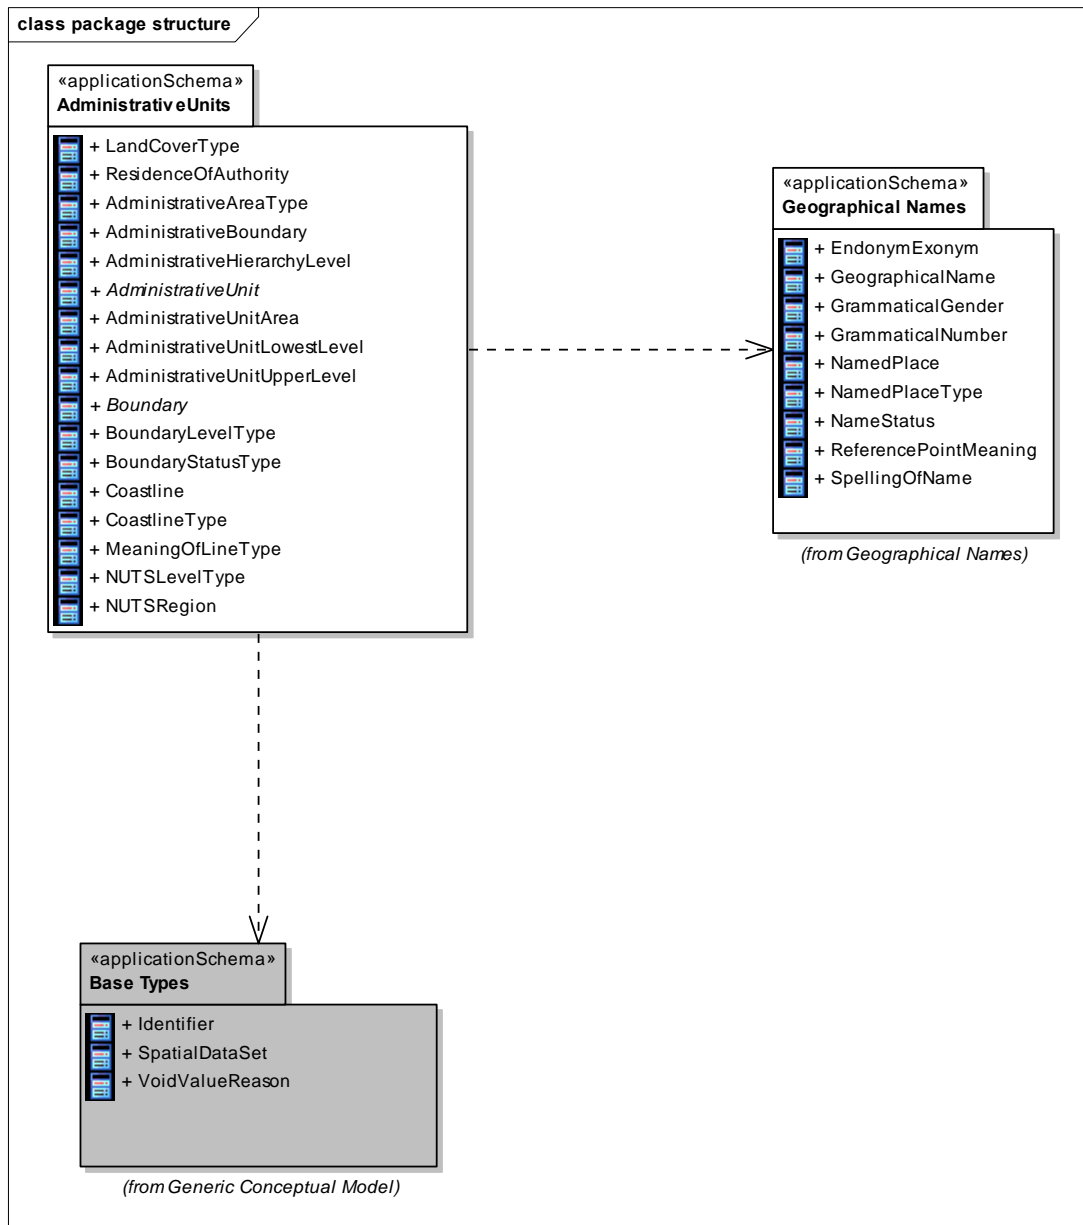 class package structure
«applicationSchema»
AdministrativeUnits
+ LandCoverType
+ ResidenceOfAuthority
+ AdministrativeAreaType
+ AdministrativeBoundary
+ AdministrativeHierarchyLevel
+ AdministrativeUnit
+ AdministrativeUnitArea
+ AdministrativeUnitLowestLevel
+ AdministrativeUnitUpperLevel
+ Boundary
+ BoundaryLevelType
+ BoundaryStatusType
+ Coastline
+ CoastlineType
+ MeaningOfLineType
+ NUTSLevelType
+ NUTSRegion
«applicationSchema»
Geographical Names
+ EndonymExonym
+ GeographicalName
+ GrammaticalGender
+ GrammaticalNumber
+ NamedPlace
+ NamedPlaceType
+ NameStatus
+ ReferencePointMeaning
+ SpellingOfName
(from Geographical Names)
«applicationSchema»
Base Types
+ Identifier
+ SpatialDataSet
+ VoidValueReason
(from Generic Conceptual Model)